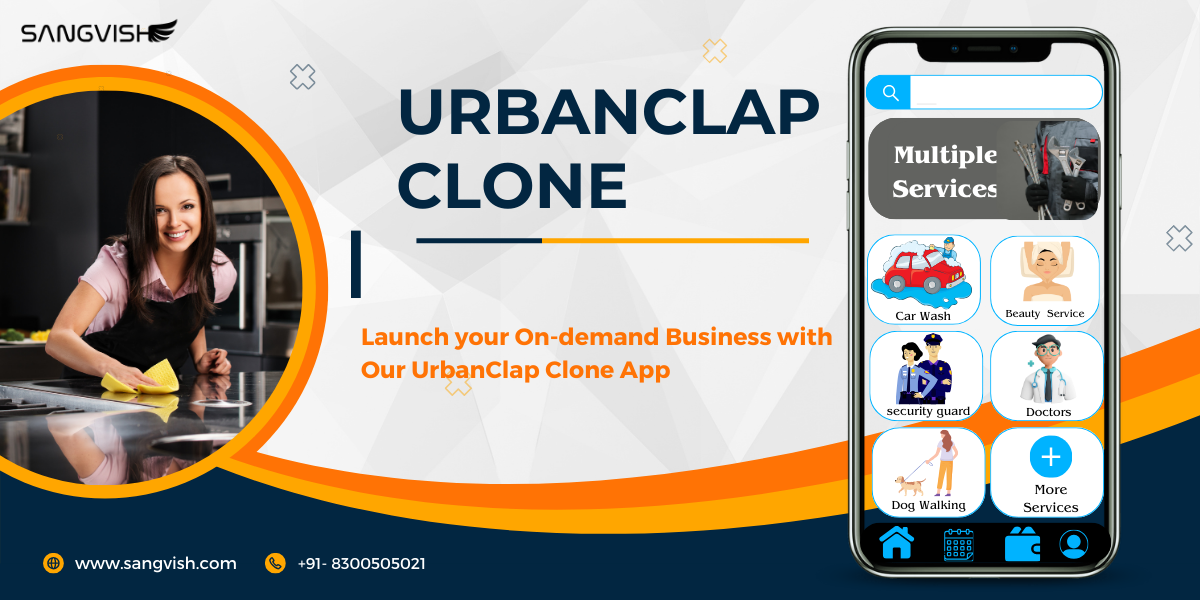 SANGVISH
URBANCLAP
CLONE
Launch your On-demand Business with
Our UrbanClap Clone App
www.sangvish.com
+91- 8300505021
Multiple
Services
Car Wash
Beauty Service
security guard
Doctors
Dog Walking
More
Services